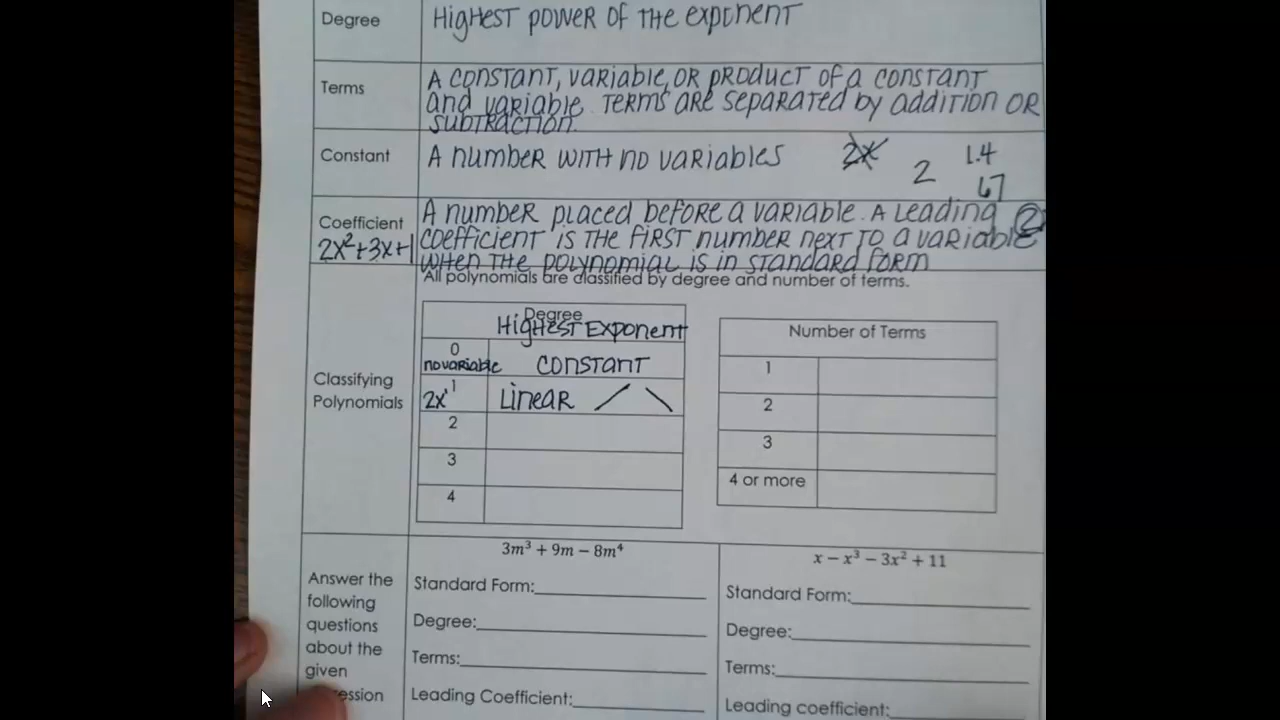 Degree
HigHEST power of THE exponent
Terms
A constant, variable, or product of a constant
and variable. Terms are separated by addition or
subtraction.
Constant
A number with no variables
2x
2
1.4
67
Coefficient
2x²+3x+1
A number placed before a variable. A Leading
coefficient is the first number next to a variable
when the polynomial is in standard form
2
All polynomials are classified by degree and number of terms.
Classifying
Polynomials
Degree
Highest Exponent
0
no variable
constant
2x¹
1
Linear
2
3
4
Number of Terms
1
2
3
4 or more
Answer the
following
questions
about the
given
ession
3m³ + 9m − 8m⁴
Standard Form:
Degree:
Terms:
Leading Coefficient:
x − x³ − 3x² + 11
Standard Form:
Degree:
Terms:
Leading coefficient: